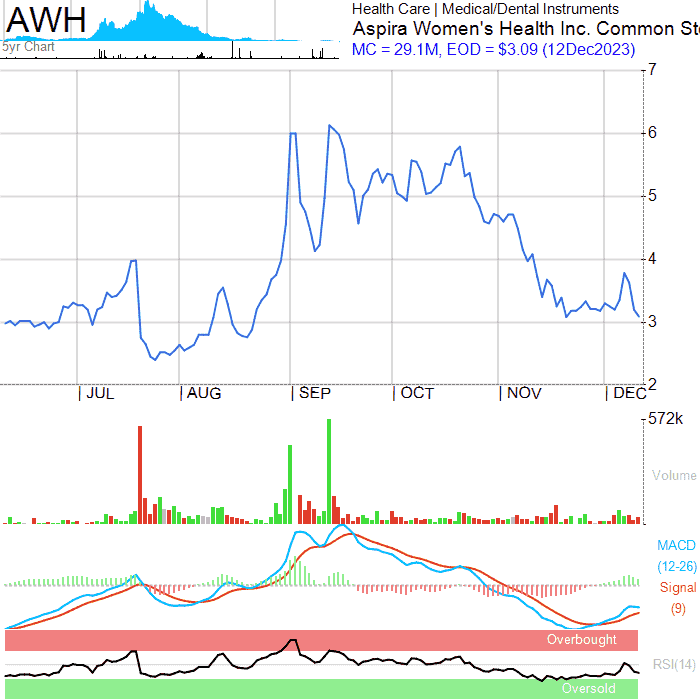 AWH
5yr Chart
Health Care | Medical/Dental Instruments
Aspira Women's Health Inc. Common Sto
MC = 29.1M, EOD = $3.09 (12Dec2023)
7
6
5
4
3
2
JUL AUG SEP OCT NOV DEC
572k
Volume
MACD
(12-26)
Signal
(9)
Overbought
RSI(14)
Oversold